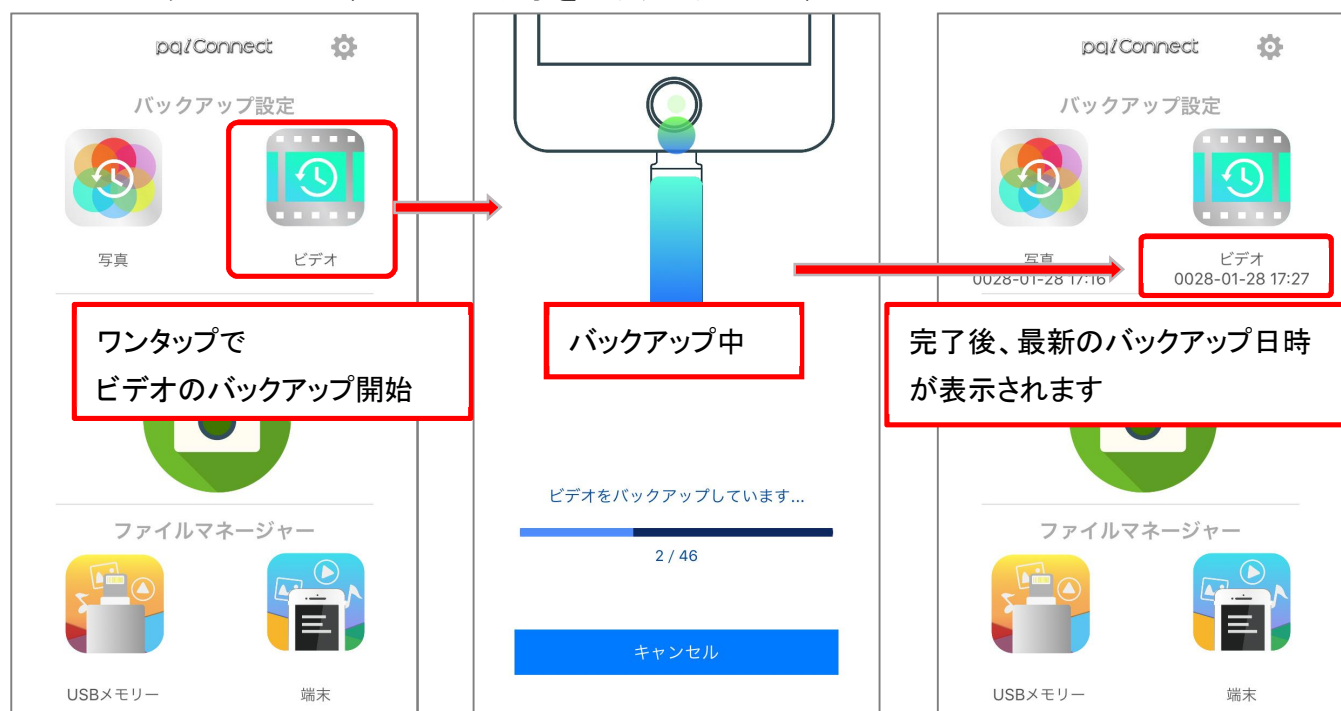 pqiConnect
バックアップ設定
写真
ビデオ
ワンタップで
ビデオのバックアップ開始
ファイルマネージャー
USBメモリー
端末
バックアップ中
ビデオをバックアップしています...
2 / 46
キャンセル
pqiConnect
バックアップ設定
写真
0028-01-28 17:16
ビデオ
0028-01-28 17:27
完了後、最新のバックアップ日時
が表示されます
ファイルマネージャー
USBメモリー
端末